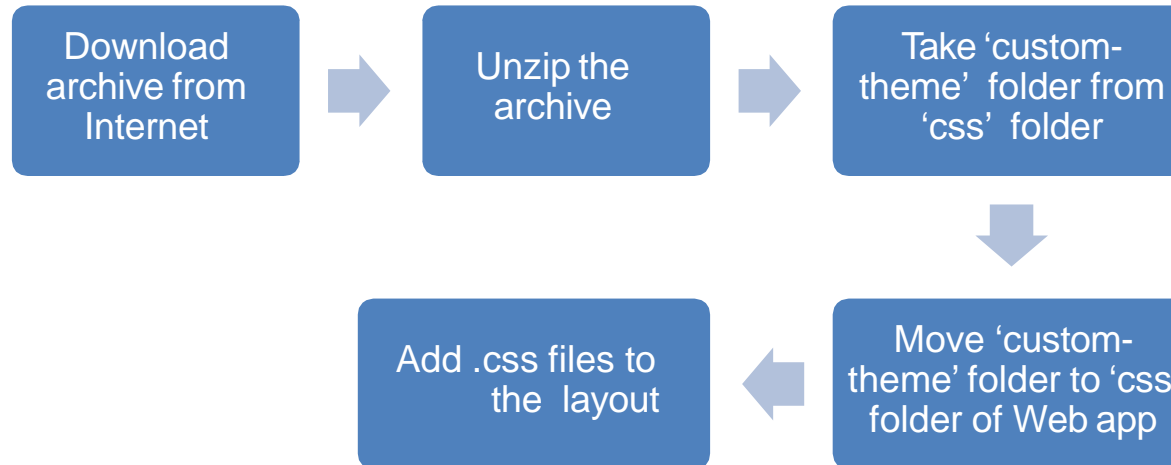 Download
archive from
Internet
Unzip the
archive
Take ‘custom-
theme’ folder from
‘css’ folder
Move ‘custom-
theme’ folder to ‘css
folder of Web app
Add .css files to
the layout